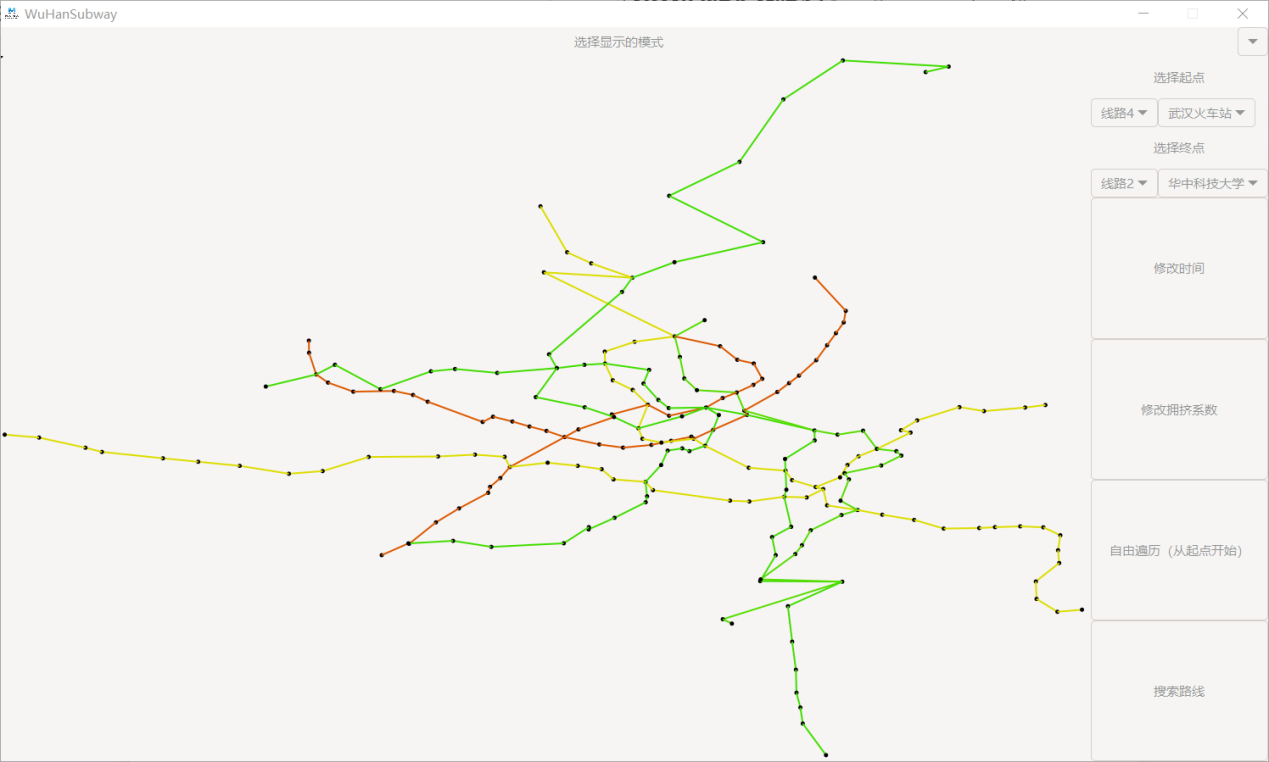 WuHanSubway
选择显示的模式
选择起点
线路4 武汉火车站
选择终点
线路2 华中科技大学
修改时间
修改拥挤系数
自由遍历（从起点开始）
搜索路线